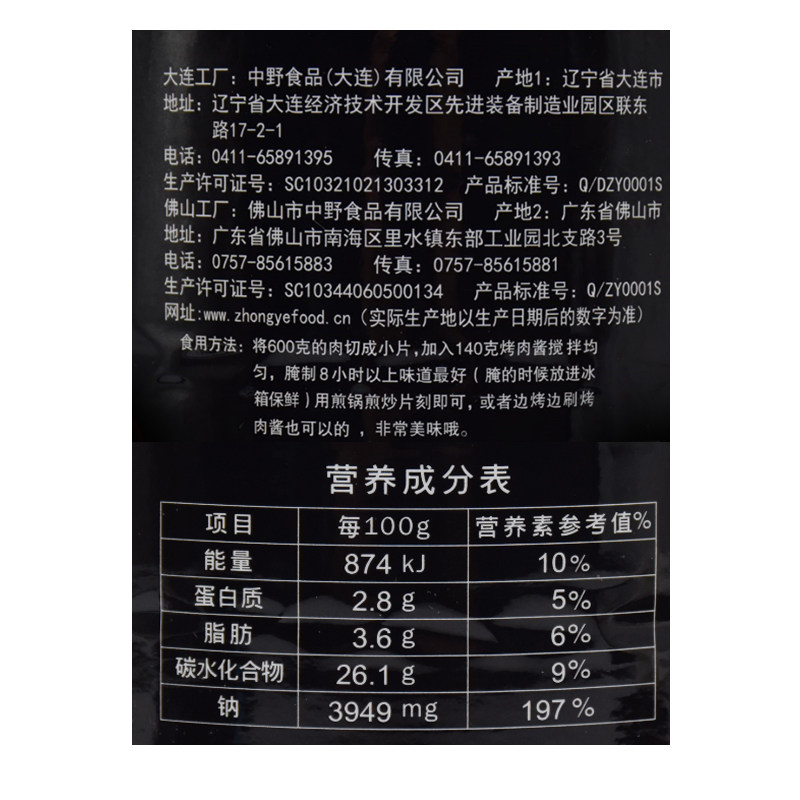 大连工厂：中野食品(大连)有限公司 产地1：辽宁省大连市
地址：辽宁省大连经济技术开发区先进装备制造业园区联东
路17-2-1
电话：0411-65891395 传真：0411-65891393
生产许可证号：SC10321021303312 产品标准号：Q/DZY0001S
佛山工厂：佛山市中野食品有限公司 产地2：广东省佛山市
地址：广东省佛山市南海区里水镇东部工业园北支路3号
电话：0757-85615883 传真：0757-85615881
生产许可证号：SC10344060500134 产品标准号：Q/ZY0001S
网址:www.zhongyefood.cn（实际生产地以生产日期后的数字为准）
食用方法：将600克的肉切成小片,加入140克烤肉酱搅拌均
匀，腌制8小时以上味道最好（腌的时候放进冰
箱保鲜）用煎锅煎炒片刻即可，或者边烤边刷烤
肉酱也可以的，非常美味哦。
营养成分表
项目 每100g 营养素参考值%
能量 874 kJ 10%
蛋白质 2.8 g 5%
脂肪 3.6 g 6%
碳水化合物 26.1 g 9%
钠 3949 mg 197%